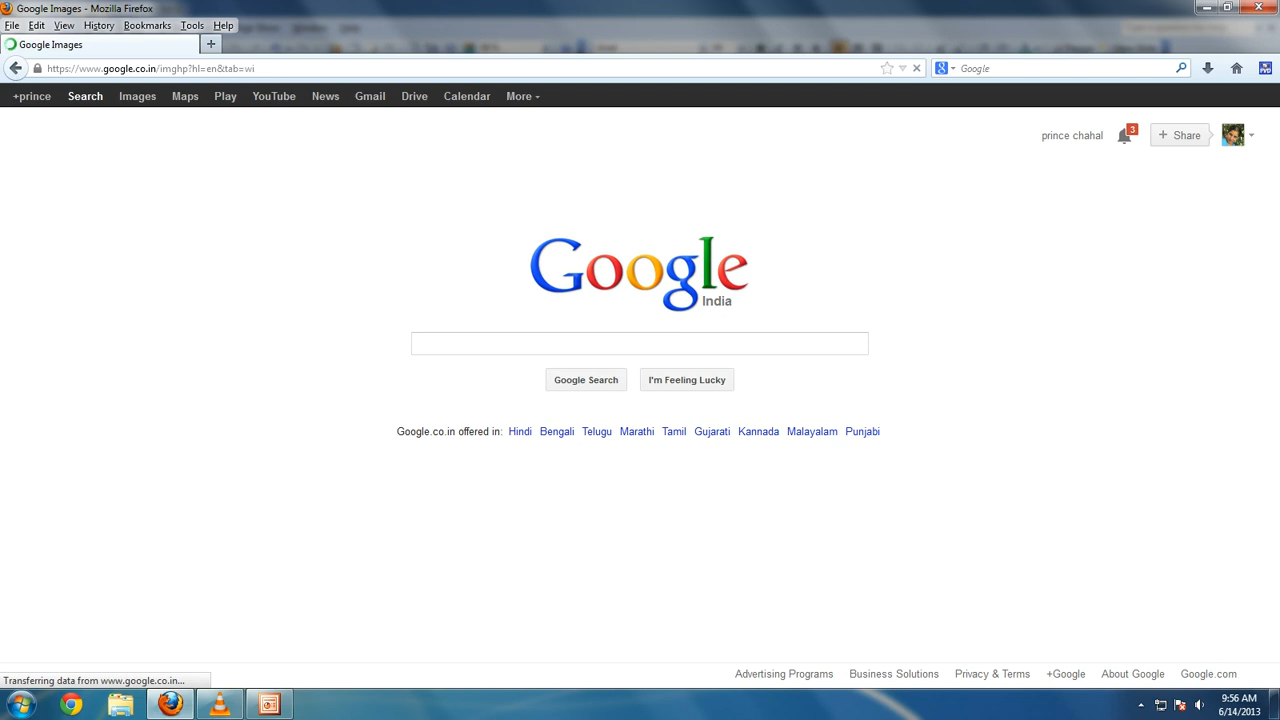 Google Images - Mozilla Firefox
File Edit View History Bookmarks Tools Help
Google Images +
https://www.google.co.in/imghp?hl=en&tab=wi Google
+prince Search Images Maps Play YouTube News Gmail Drive Calendar More
prince chahal 3 + Share
Google
India
Google Search I'm Feeling Lucky
Google.co.in offered in: Hindi Bengali Telugu Marathi Tamil Gujarati Kannada Malayalam Punjabi
Advertising Programs Business Solutions Privacy & Terms +Google About Google Google.com
Transferring data from www.google.co.in...
9:56 AM
6/14/2013